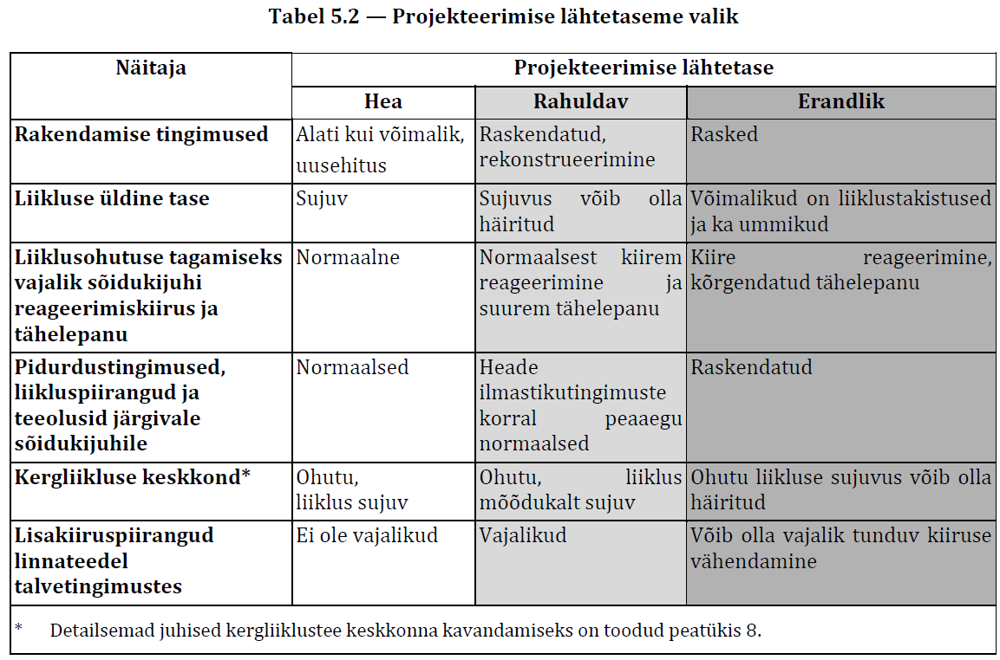 Tabel 5.2 — Projekteerimise lähtetaseme valik
Näitaja
Projekteerimise lähtetase
Hea
Rahuldav
Erandlik
Rakendamise tingimused
Alati kui võimalik,
uusehitus
Raskendatud,
rekonstrueerimine
Rasked
Liikluse üldine tase
Sujuv
Sujuvus võib olla
häiritud
Võimalikud on liiklustakistused
ja ka ummikud
Liiklusohutuse tagamiseks
vajalik sõidukijuhi
reageerimiskiirus ja
tähelepanu
Normaalne
Normaalsest kiirem
reageerimine ja
suurem tähelepanu
Kiire reageerimine,
kõrgendatud tähelepanu
Pidurdustingimused,
liikluspiirangud ja
teeolusid järgivale
sõidukijuhile
Normaalsed
Heade
ilmastikutingimuste
korral peaaegu
normaalsed
Raskendatud
Kergliikluse keskkond*
Ohutu,
liiklus sujuv
Ohutu, liiklus
mõõdukalt sujuv
Ohutu liikluse sujuvus võib olla
häiritud
Lisakiiruspiirangud
linnateedel
talvetingimustes
Ei ole vajalikud
Vajalikud
Võib olla vajalik tunduv kiiruse
vähendamine
* Detailsemad juhised kergliiklustee keskkonna kavandamiseks on toodud peatükis 8.